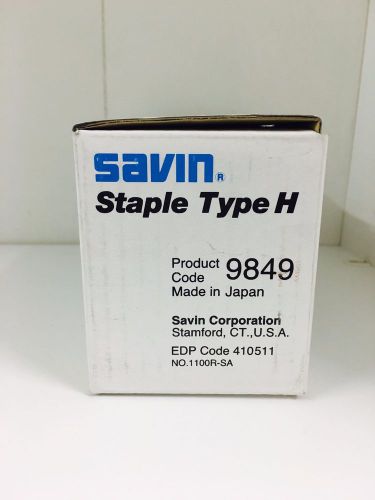 savin®
Staple Type H
Product Code 9849
Made in Japan
Savin Corporation
Stamford, CT.,U.S.A.
EDP Code 410511
NO.1100R-SA